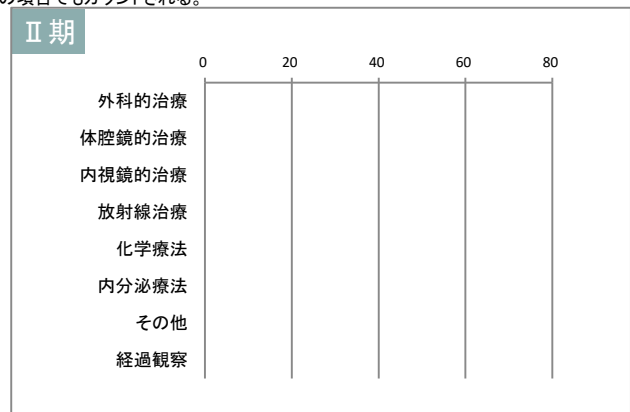 の項目でもカウントされる。
Ⅱ期
0 20 40 60 80
外科的治療
体腔鏡的治療
内視鏡的治療
放射線治療
化学療法
内分泌療法
その他
経過観察